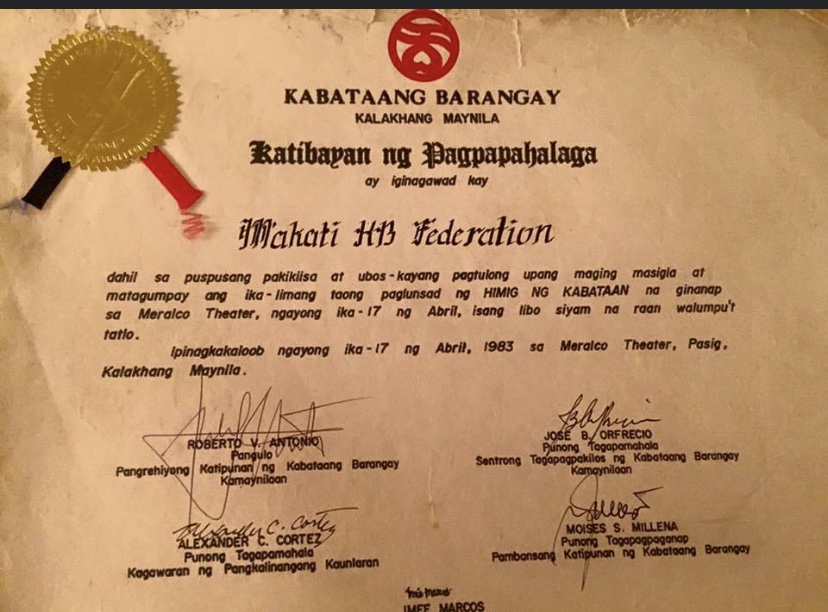 KABATAANG BARANGAY
KALAKHANG MAYNILA
Katibayan ng Pagpapahalaga
ay iginagawad kay
Makati KB Federation
dahil sa puspusang pakikiisa at ubos-kayang pagtulong upang maging masigla at
matagumpay ang ika-limang taong paglunsad ng HIMIG NG KABATAAN na ginanap
sa Meralco Theater, ngayong ika-17 ng Abril, isang libo siyam na raan walumpu't
tatlo.
Ipinagkakaloob ngayong ika-17 ng Abril, 1983 sa Meralco Theater, Pasig,
Kalakhang Maynila.
ROBERTO V. ANTONIO
Pangulo
Pangrehiyong Katipunan ng Kabataang Barangay
Kamaynilaan
JOSE B. ORFRECIO
Punong Tagapamahala
Sentrong Tagapagpakilos ng Kabataang Barangay
Kamaynilaan
Alexander C. Cortez
ALEXANDER C. CORTEZ
Punong Tagapamahala
Kagawaran ng Pangkalinangang Kaunlaran
MOISES S. MILLENA
Punong Tagapagpaganap
Pambansang Katipunan ng Kabataang Barangay
IMEE MARCOS